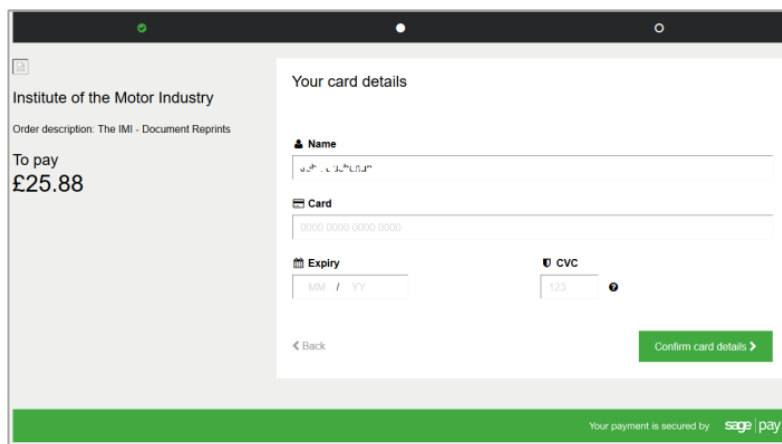 Institute of the Motor Industry
Order description: The IMI - Document Reprints
To pay
£25.88
Your card details
Name
Card
0000 0000 0000 0000
Expiry
CVC
MM / YY
123
Back
Confirm card details
Your payment is secured by sage pay